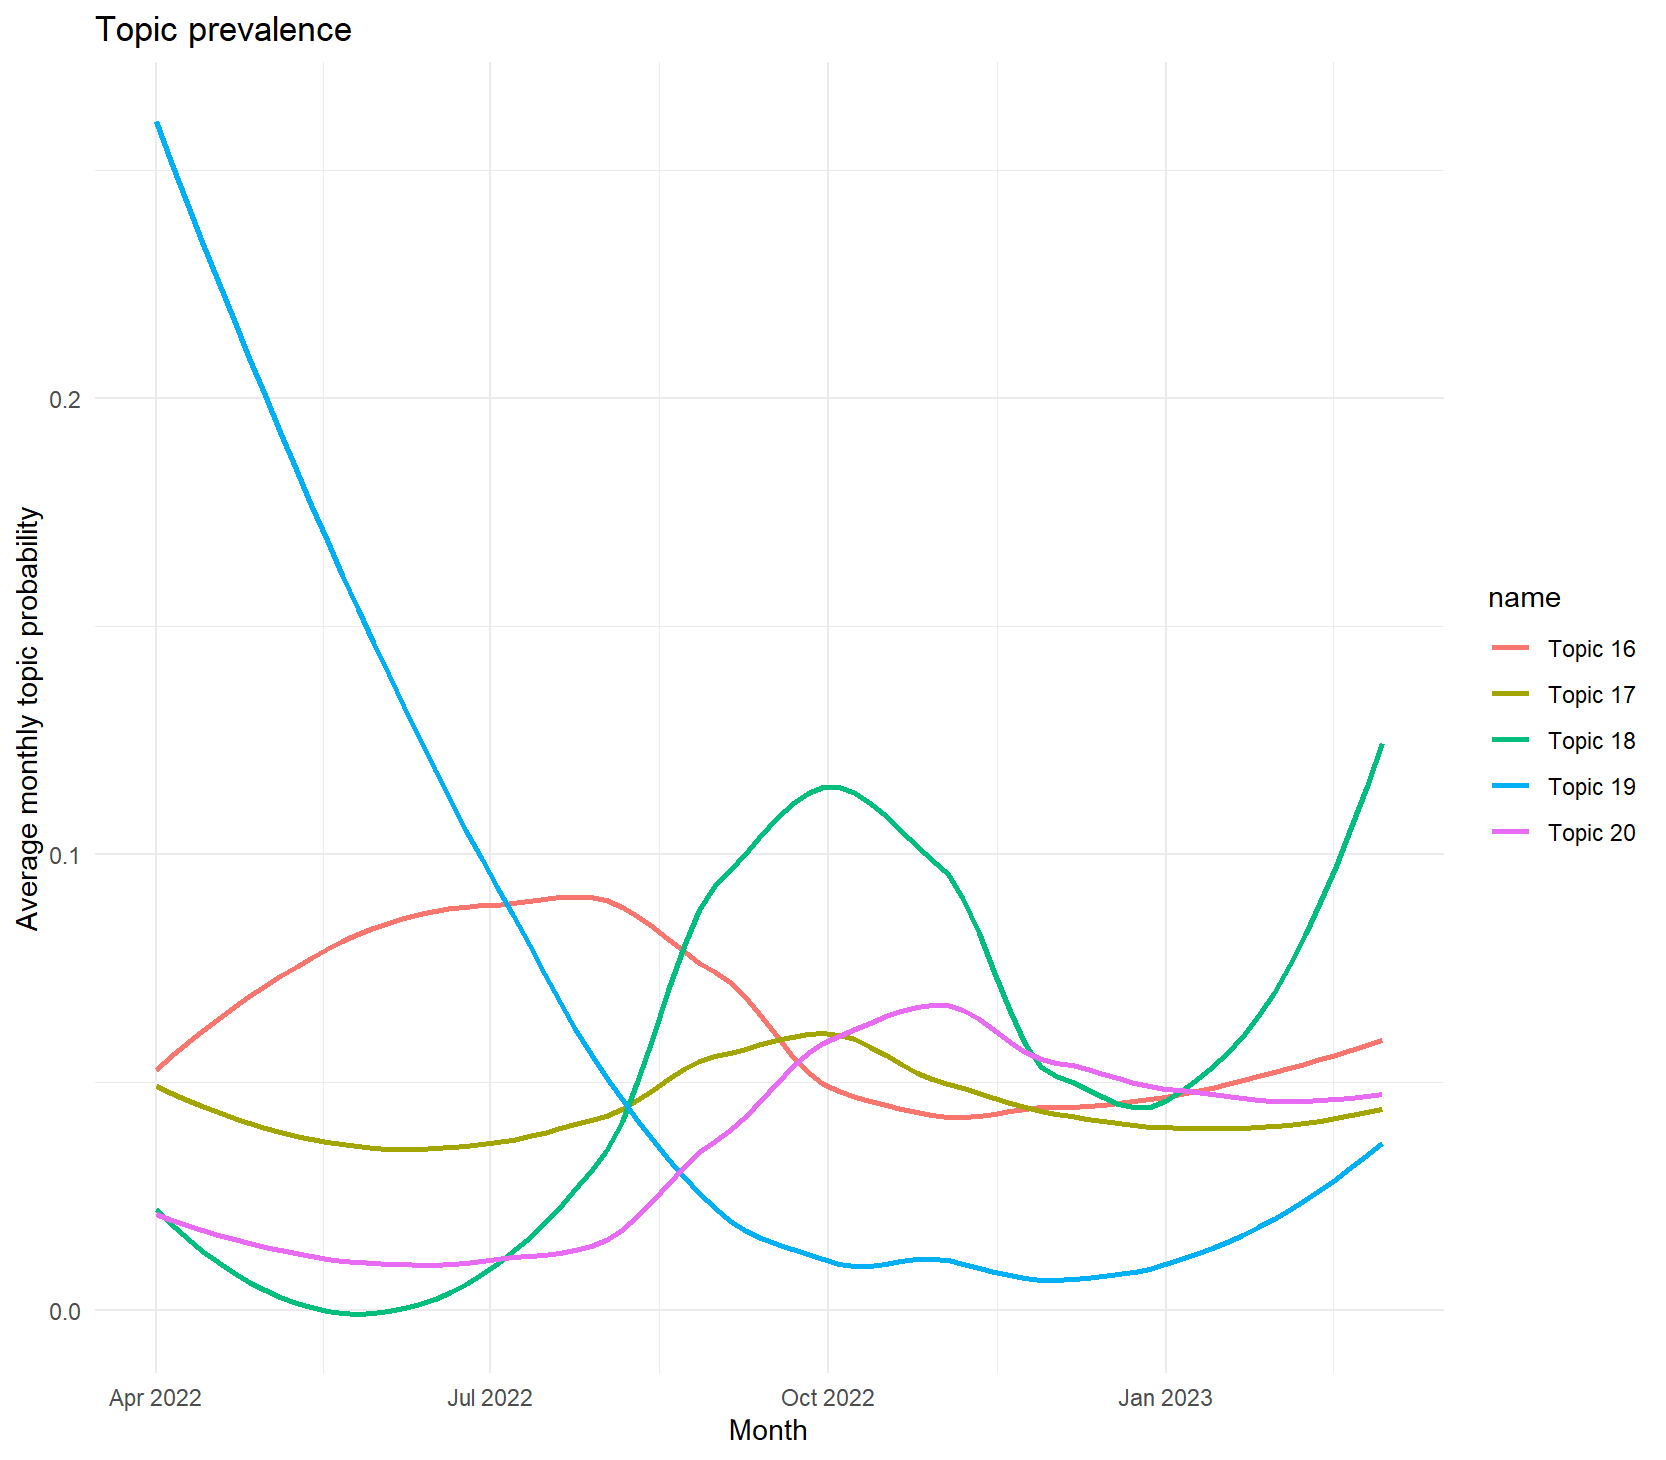 Topic prevalence
Average monthly topic probability
0.2
0.1
0.0
Apr 2022
Jul 2022
Oct 2022
Jan 2023
Month
name
Topic 16
Topic 17
Topic 18
Topic 19
Topic 20